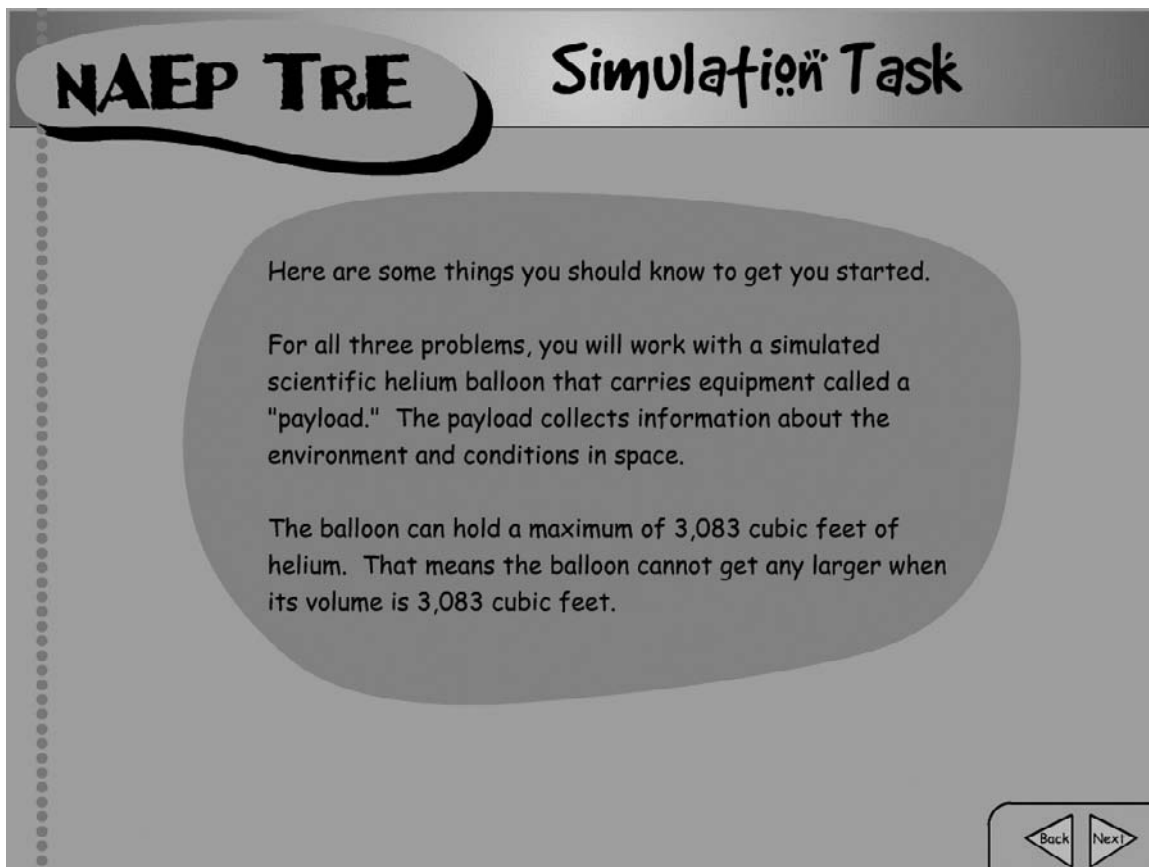 NAEP TRE
Simulation Task
Here are some things you should know to get you started.
For all three problems, you will work with a simulated
scientific helium balloon that carries equipment called a
"payload." The payload collects information about the
environment and conditions in space.
The balloon can hold a maximum of 3,083 cubic feet of
helium. That means the balloon cannot get any larger when
its volume is 3,083 cubic feet.
Back Next